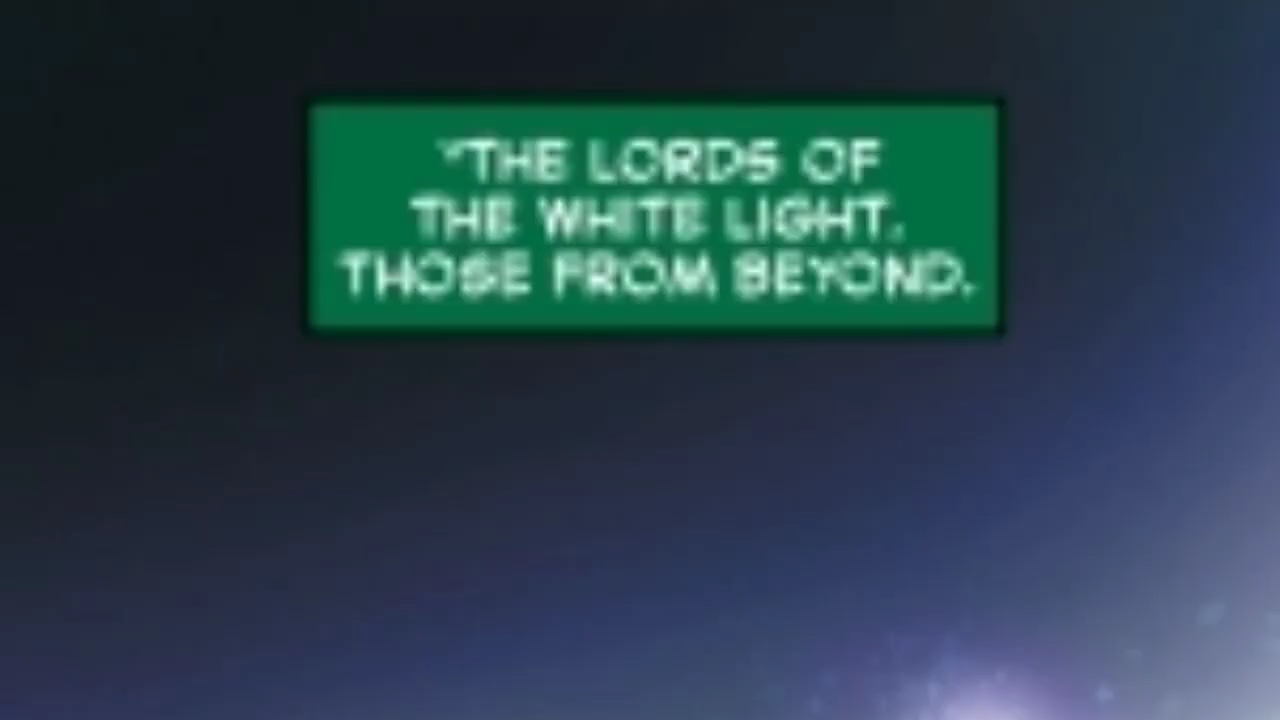 "THE LORDS OF
THE WHITE LIGHT.
THOSE FROM BEYOND.